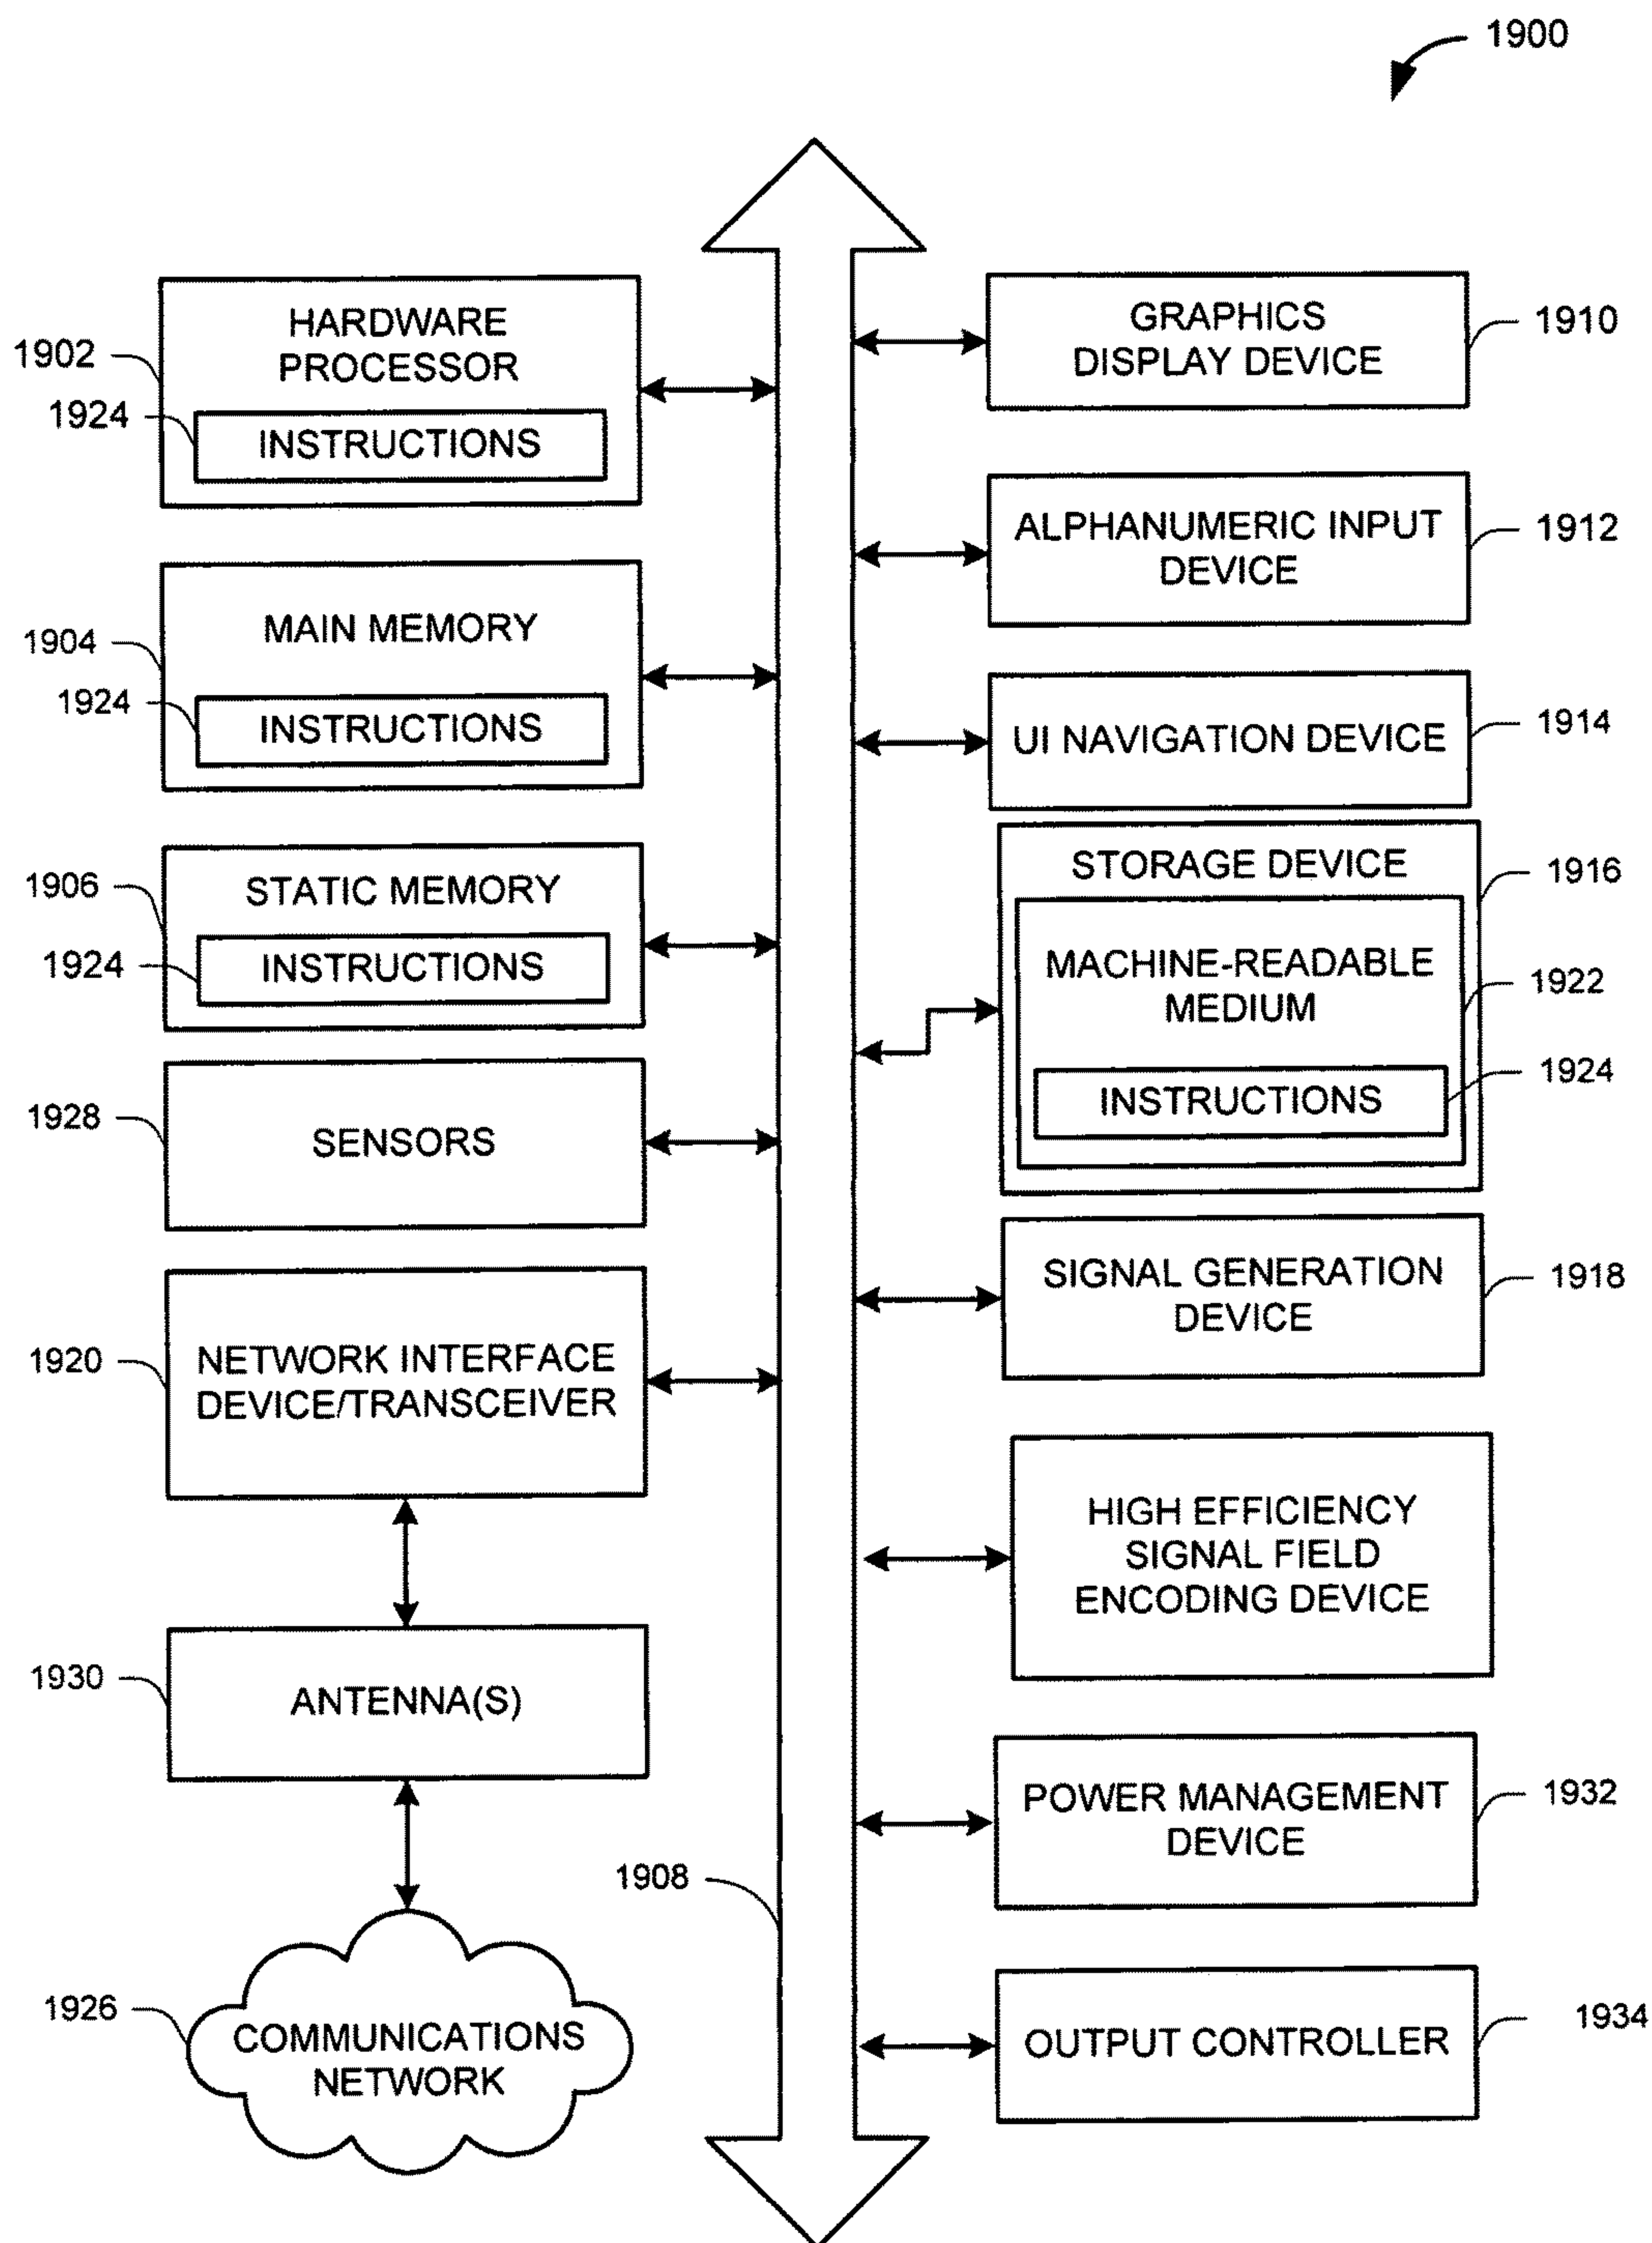 1900
HARDWARE
PROCESSOR
1902
1924
INSTRUCTIONS
MAIN MEMORY
1904
1924
INSTRUCTIONS
STATIC MEMORY
1906
1924
INSTRUCTIONS
1928
SENSORS
1920
NETWORK INTERFACE
DEVICE/TRANSCEIVER
1930
ANTENNA(S)
1926
COMMUNICATIONS
NETWORK
1908
GRAPHICS
DISPLAY DEVICE
1910
ALPHANUMERIC INPUT
DEVICE
1912
UI NAVIGATION DEVICE
1914
STORAGE DEVICE
1916
MACHINE-READABLE
MEDIUM
1922
INSTRUCTIONS
1924
SIGNAL GENERATION
DEVICE
1918
HIGH EFFICIENCY
SIGNAL FIELD
ENCODING DEVICE
POWER MANAGEMENT
DEVICE
1932
OUTPUT CONTROLLER
1934